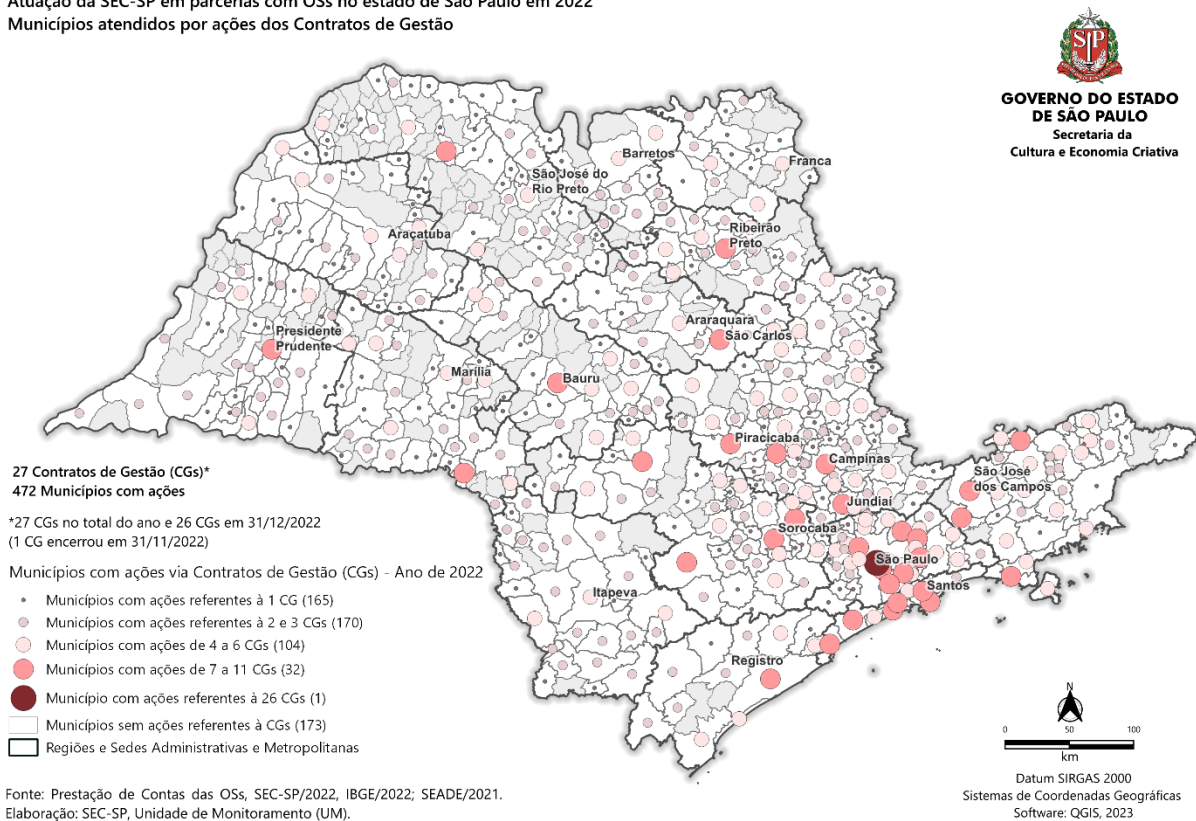 Atuação da SEC-SP em parcerias com OSs no estado de São Paulo em 2022
Municípios atendidos por ações dos Contratos de Gestão
SP
GOVERNO DO ESTADO
DE SÃO PAULO
Secretaria da
Cultura e Economia Criativa
Barretos
Franca
São José do
Rio Preto
Araçatuba
Ribeirão
Preto
Araraquara
São Carlos
Presidente
Prudente
Marília
Bauru
Piracicaba
Campinas
São José
dos Campos
Jundiaí
Sorocaba
São Paulo
Santos
Itapeva
Registro
27 Contratos de Gestão (CGs)*
472 Municípios com ações
*27 CGs no total do ano e 26 CGs em 31/12/2022
(1 CG encerrou em 31/11/2022)
Municípios com ações via Contratos de Gestão (CGs) - Ano de 2022
Municípios com ações referentes à 1 CG (165)
Municípios com ações referentes à 2 e 3 CGs (170)
Municípios com ações de 4 a 6 CGs (104)
Municípios com ações de 7 a 11 CGs (32)
Município com ações referentes à 26 CGs (1)
Municípios sem ações referentes à CGs (173)
Regiões e Sedes Administrativas e Metropolitanas
Fonte: Prestação de Contas das OSs, SEC-SP/2022, IBGE/2022; SEADE/2021.
Elaboração: SEC-SP, Unidade de Monitoramento (UM).
N
0 50 100
km
Datum SIRGAS 2000
Sistemas de Coordenadas Geográficas
Software: QGIS, 2023